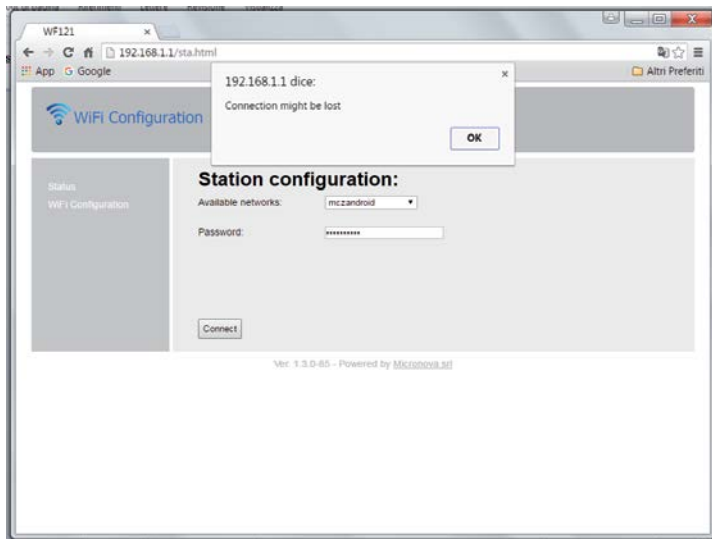 WF121
192.168.1.1/sta.html
App
Google
Altri Preferiti
192.168.1.1 dice:
Connection might be lost
OK
WiFi Configuration
Status
WiFi Configuration
Station configuration:
Available networks: mczandroid
Password: ••••••••••
Connect
Ver. 1.3.0-85 - Powered by Micronova srl